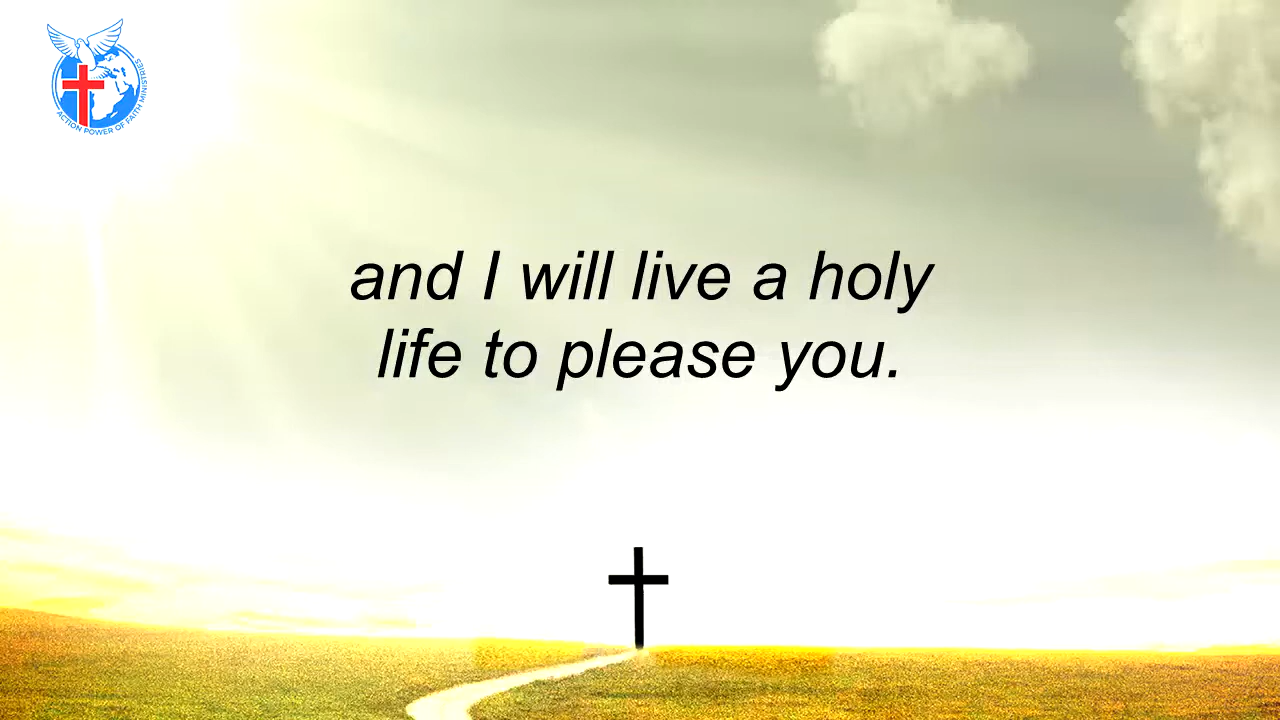 ACTION POWER OF FAITH MINISTRIES
and I will live a holy
life to please you.